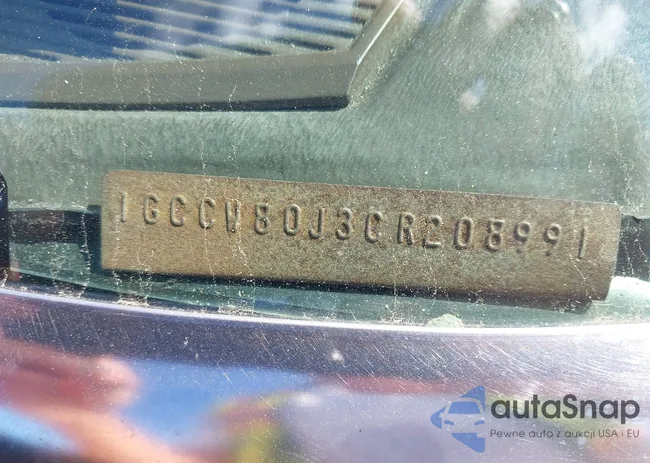 1GCCW80J3CR208991
autaSnap
Pewne auta z aukcji USA i EU